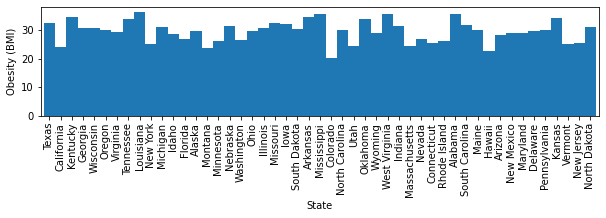 Obesity (BMI)
30
20
10
0
Texas
California
Kentucky
Georgia
Wisconsin
Oregon
Virginia
Tennessee
Louisiana
New York
Michigan
Idaho
Florida
Alaska
Montana
Minnesota
Nebraska
Washington
Ohio
Illinois
Missouri
Iowa
South Dakota
Arkansas
Mississippi
Colorado
North Carolina
Utah
Oklahoma
Wyoming
West Virginia
Indiana
Massachusetts
Nevada
Connecticut
Rhode Island
Alabama
South Carolina
Maine
Hawaii
Arizona
New Mexico
Maryland
Delaware
Pennsylvania
Kansas
Vermont
New Jersey
North Dakota
State